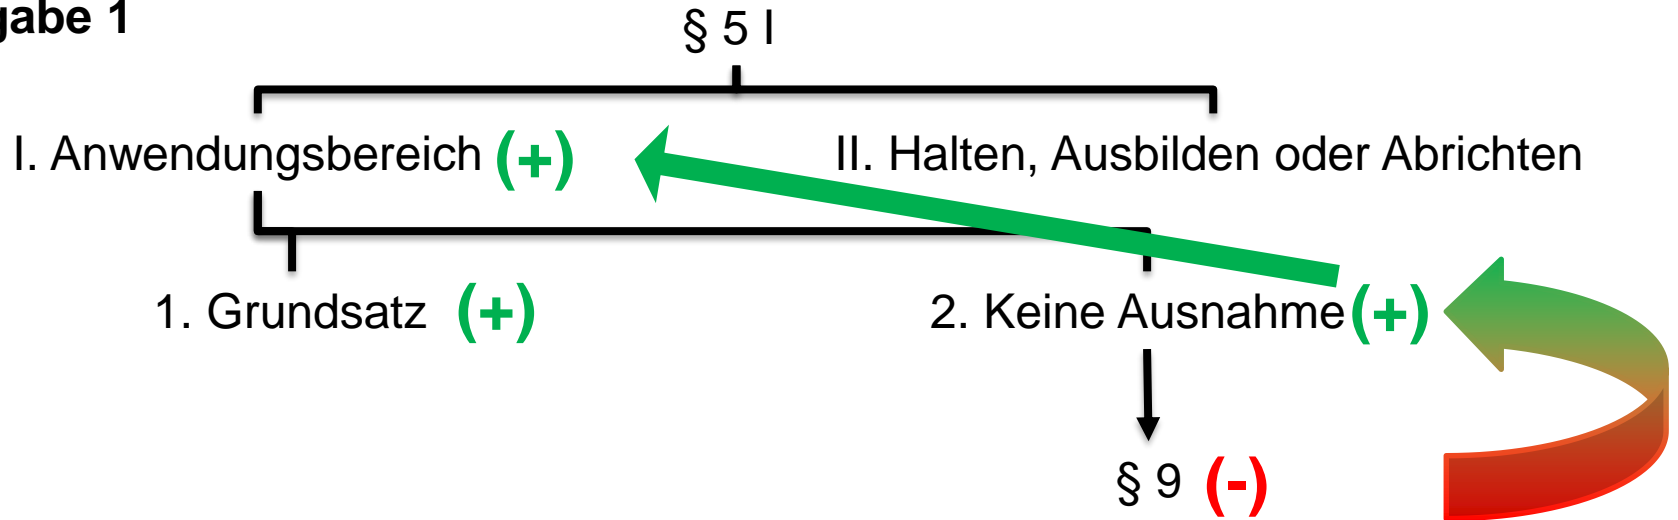 gabe 1
§ 5 I
I. Anwendungsbereich (+)
II. Halten, Ausbilden oder Abrichten
1. Grundsatz (+)
2. Keine Ausnahme (+)
§ 9 (-)